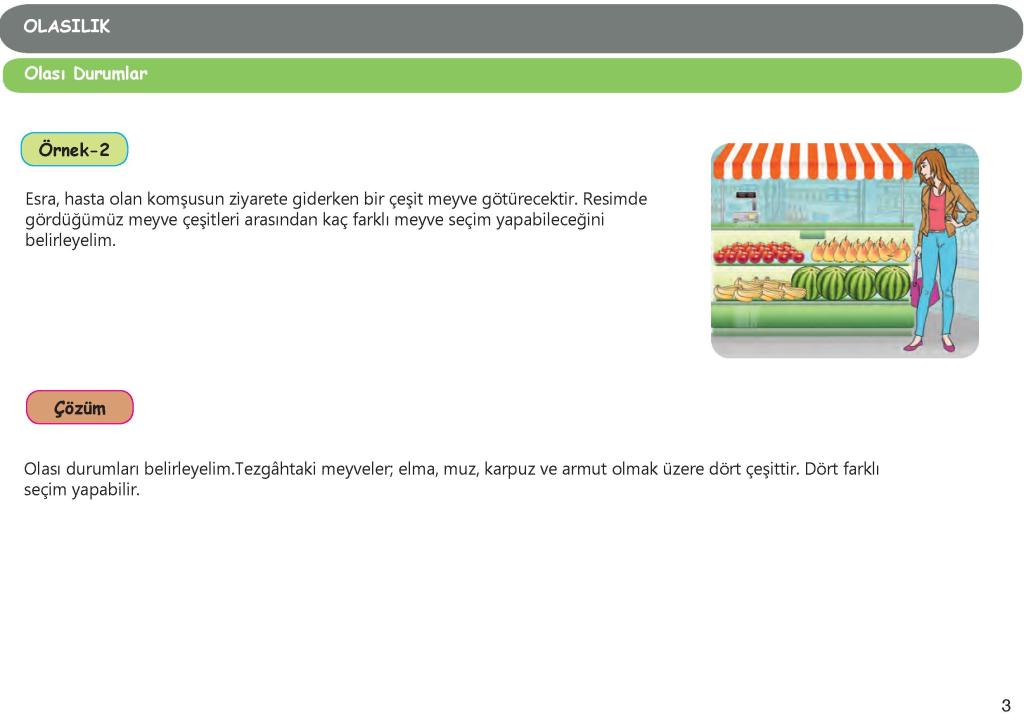 OLASILIK
Olası Durumlar
Örnek-2
Esra, hasta olan komşusun ziyarete giderken bir çeşit meyve götürecektir. Resimde
gördüğümüz meyve çeşitleri arasından kaç farklı meyve seçim yapabileceğini
belirleyelim.
Çözüm
Olası durumları belirleyelim.Tezgâhtaki meyveler; elma, muz, karpuz ve armut olmak üzere dört çeşittir. Dört farklı
seçim yapabilir.
3